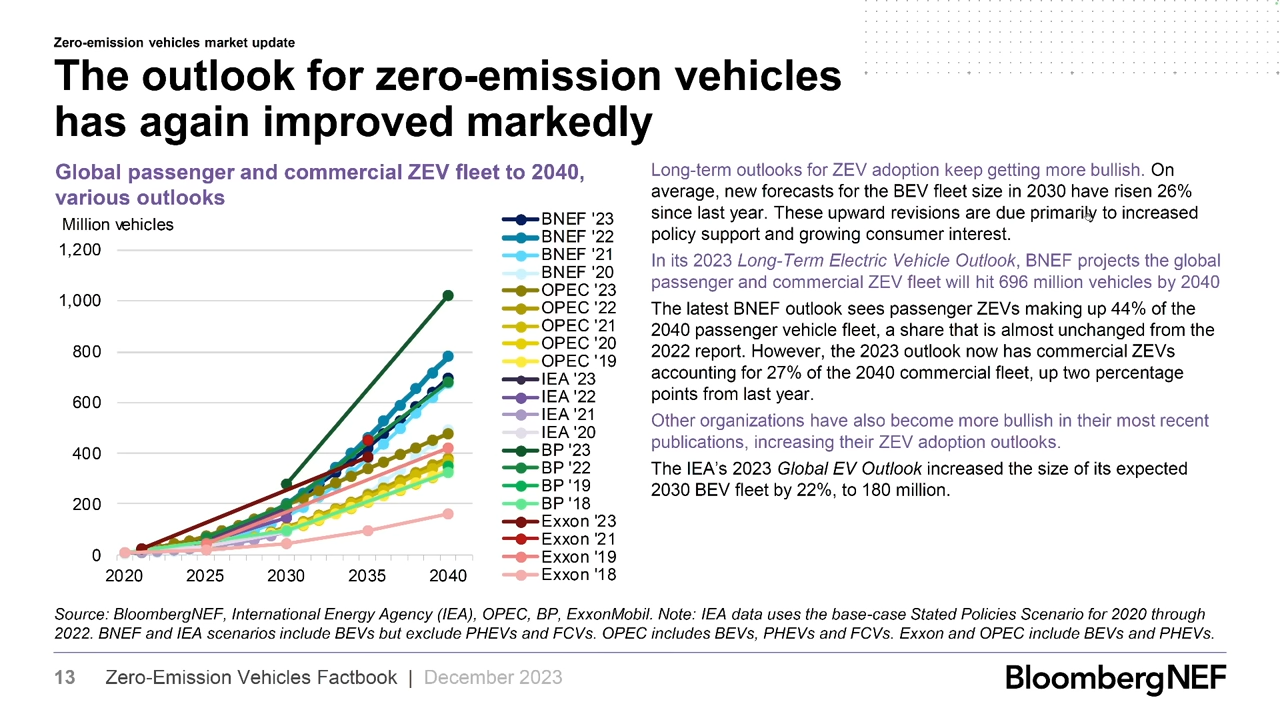 Zero-emission vehicles market update
The outlook for zero-emission vehicles
has again improved markedly
Global passenger and commercial ZEV fleet to 2040,
various outlooks
Million vehicles
1,200
1,000
800
600
400
200
0
2020
2025
2030
2035
2040
BNEF '23
BNEF '22
BNEF '21
BNEF '20
OPEC '23
OPEC '22
OPEC '21
OPEC '20
OPEC '19
IEA '23
IEA '22
IEA '21
IEA '20
BP '23
BP '22
BP '19
BP '18
Exxon '23
Exxon '21
Exxon '19
Exxon '18
Long-term outlooks for ZEV adoption keep getting more bullish. On
average, new forecasts for the BEV fleet size in 2030 have risen 26%
since last year. These upward revisions are due primarily to increased
policy support and growing consumer interest.
In its 2023 Long-Term Electric Vehicle Outlook, BNEF projects the global
passenger and commercial ZEV fleet will hit 696 million vehicles by 2040
The latest BNEF outlook sees passenger ZEVs making up 44% of the
2040 passenger vehicle fleet, a share that is almost unchanged from the
2022 report. However, the 2023 outlook now has commercial ZEVs
accounting for 27% of the 2040 commercial fleet, up two percentage
points from last year.
Other organizations have also become more bullish in their most recent
publications, increasing their ZEV adoption outlooks.
The IEA's 2023 Global EV Outlook increased the size of its expected
2030 BEV fleet by 22%, to 180 million.
Source: BloombergNEF, International Energy Agency (IEA), OPEC, BP, ExxonMobil. Note: IEA data uses the base-case Stated Policies Scenario for 2020 through
2022. BNEF and IEA scenarios include BEVs but exclude PHEVs and FCVs. OPEC includes BEVs, PHEVs and FCVs. Exxon and OPEC include BEVs and PHEVs.
13 Zero-Emission Vehicles Factbook | December 2023
BloombergNEF